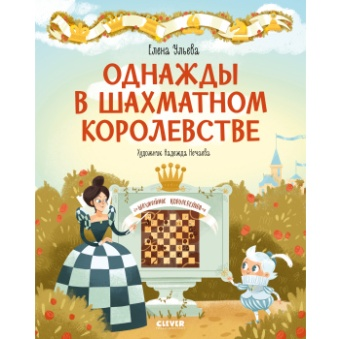 Елена Ульева
ОДНАЖДЫ
В ШАХМАТНОМ
КОРОЛЕВСТВЕ
Художник Надежда Нечаева
CLEVER